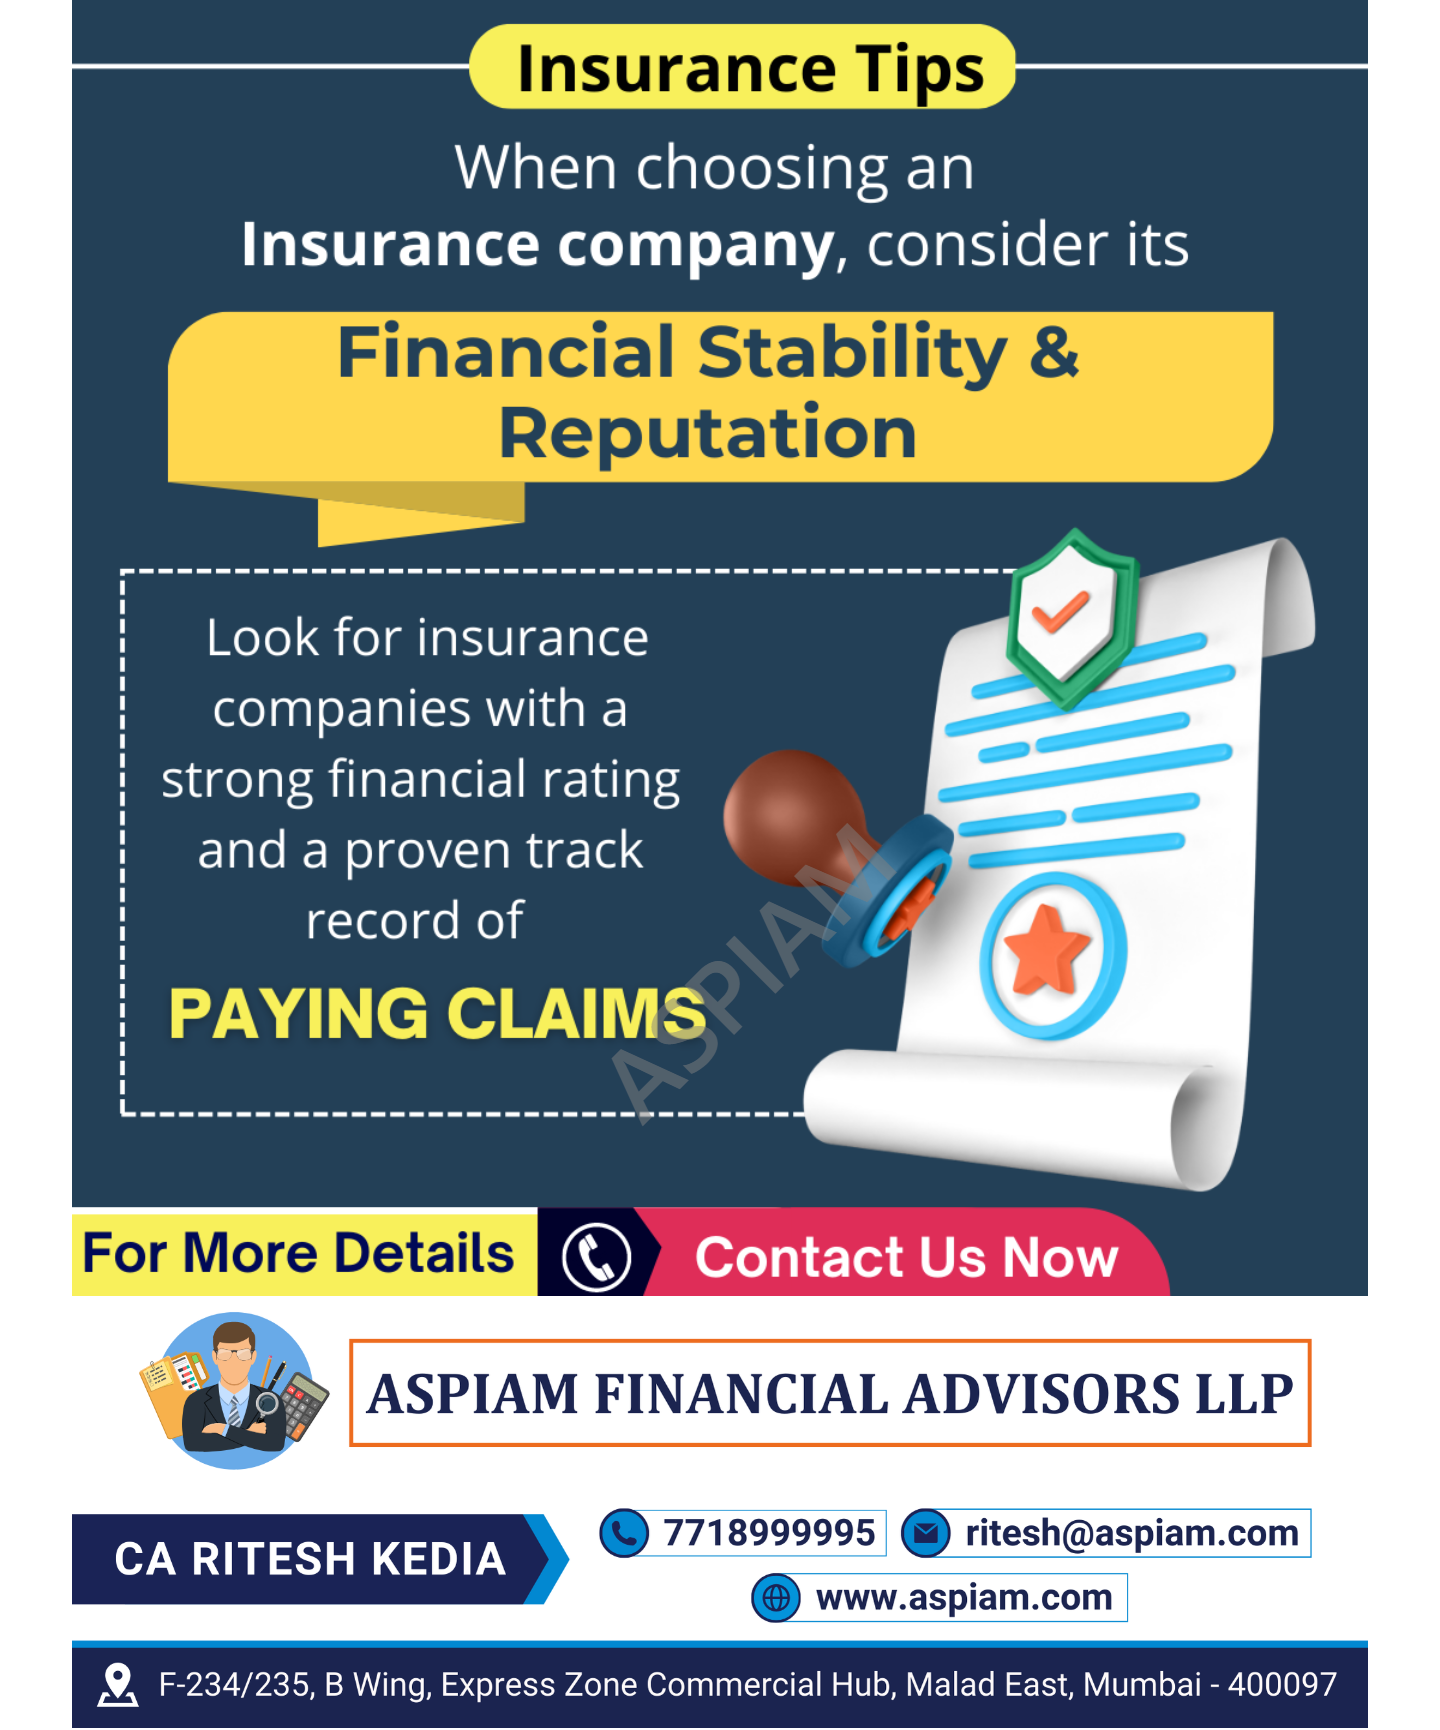 Insurance Tips
When choosing an
Insurance company, consider its
Financial Stability &
Reputation
Look for insurance
companies with a
strong financial rating
and a proven track
record of
PAYING CLAIMS
ASPIAM
For More Details
Contact Us Now
ASPIAM FINANCIAL ADVISORS LLP
CA RITESH KEDIA
7718999995
ritesh@aspiam.com
www.aspiam.com
F-234/235, B Wing, Express Zone Commercial Hub, Malad East, Mumbai - 400097